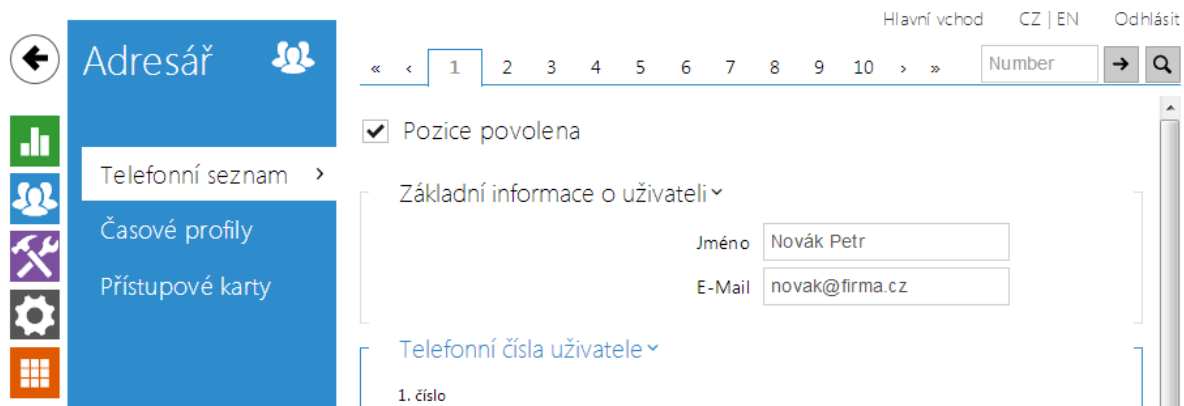 Hlavní vchod CZ | EN Odhlásit
Adresář
« ‹ 1 2 3 4 5 6 7 8 9 10 › » Number
Pozice povolena
Telefonní seznam ›
Časové profily
Přístupové karty
Základní informace o uživateli
Jméno Novák Petr
E-Mail novak@firma.cz
Telefonní čísla uživatele
1. číslo